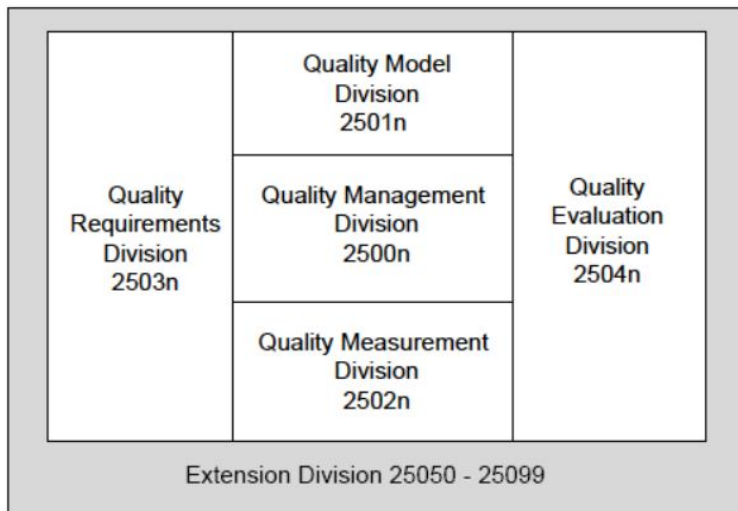 Quality Model
Division
2501n
Quality
Requirements
Division
2503n
Quality Management
Division
2500n
Quality
Evaluation
Division
2504n
Quality Measurement
Division
2502n
Extension Division 25050 - 25099